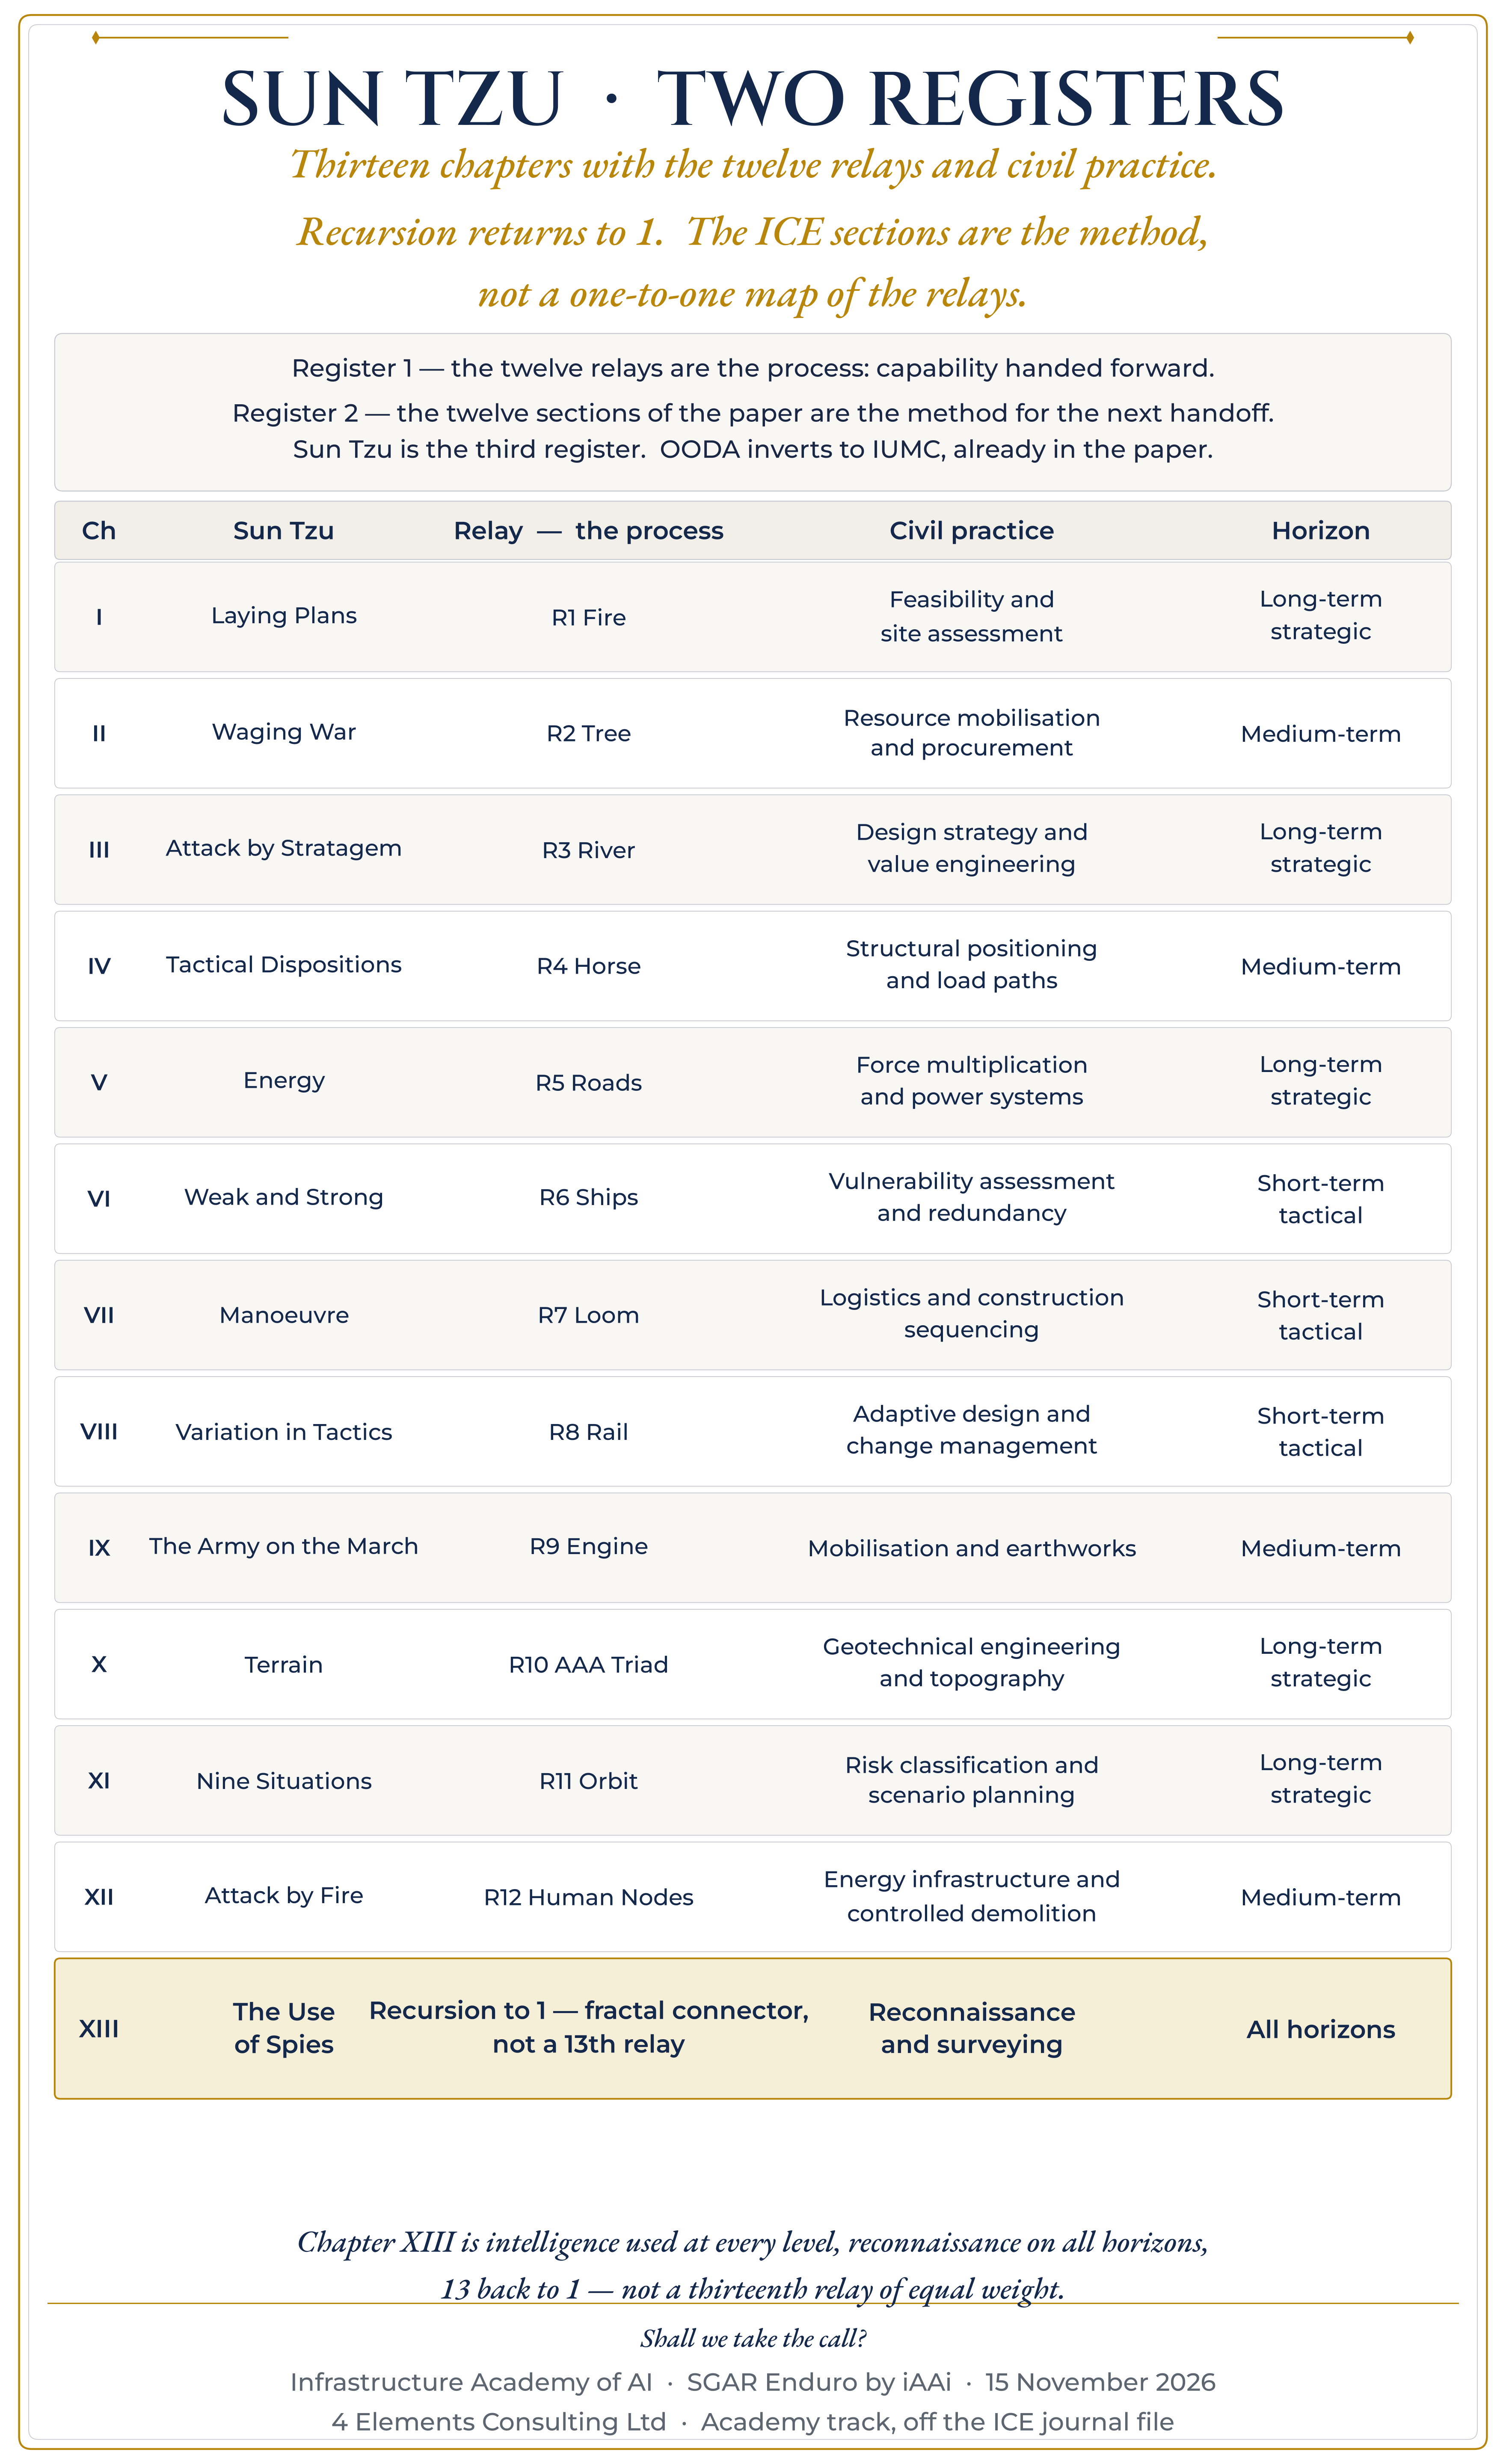 SUN TZU · TWO REGISTERS
Thirteen chapters with the twelve relays and civil practice.
Recursion returns to 1. The ICE sections are the method,
not a one-to-one map of the relays.
Register 1 — the twelve relays are the process: capability handed forward.
Register 2 — the twelve sections of the paper are the method for the next handoff.
Sun Tzu is the third register. OODA inverts to IUMC, already in the paper.
Ch Sun Tzu Relay — the process Civil practice Horizon
I Laying Plans R1 Fire Feasibility and site assessment Long-term strategic
II Waging War R2 Tree Resource mobilisation and procurement Medium-term
III Attack by Stratagem R3 River Design strategy and value engineering Long-term strategic
IV Tactical Dispositions R4 Horse Structural positioning and load paths Medium-term
V Energy R5 Roads Force multiplication and power systems Long-term strategic
VI Weak and Strong R6 Ships Vulnerability assessment and redundancy Short-term tactical
VII Manoeuvre R7 Loom Logistics and construction sequencing Short-term tactical
VIII Variation in Tactics R8 Rail Adaptive design and change management Short-term tactical
IX The Army on the March R9 Engine Mobilisation and earthworks Medium-term
X Terrain R10 AAA Triad Geotechnical engineering and topography Long-term strategic
XI Nine Situations R11 Orbit Risk classification and scenario planning Long-term strategic
XII Attack by Fire R12 Human Nodes Energy infrastructure and controlled demolition Medium-term
XIII The Use of Spies Recursion to 1 — fractal connector, not a 13th relay Reconnaissance and surveying All horizons
Chapter XIII is intelligence used at every level, reconnaissance on all horizons,
13 back to 1 — not a thirteenth relay of equal weight.
Shall we take the call?
Infrastructure Academy of AI · SGAR Enduro by iAAi · 15 November 2026
4 Elements Consulting Ltd · Academy track, off the ICE journal file